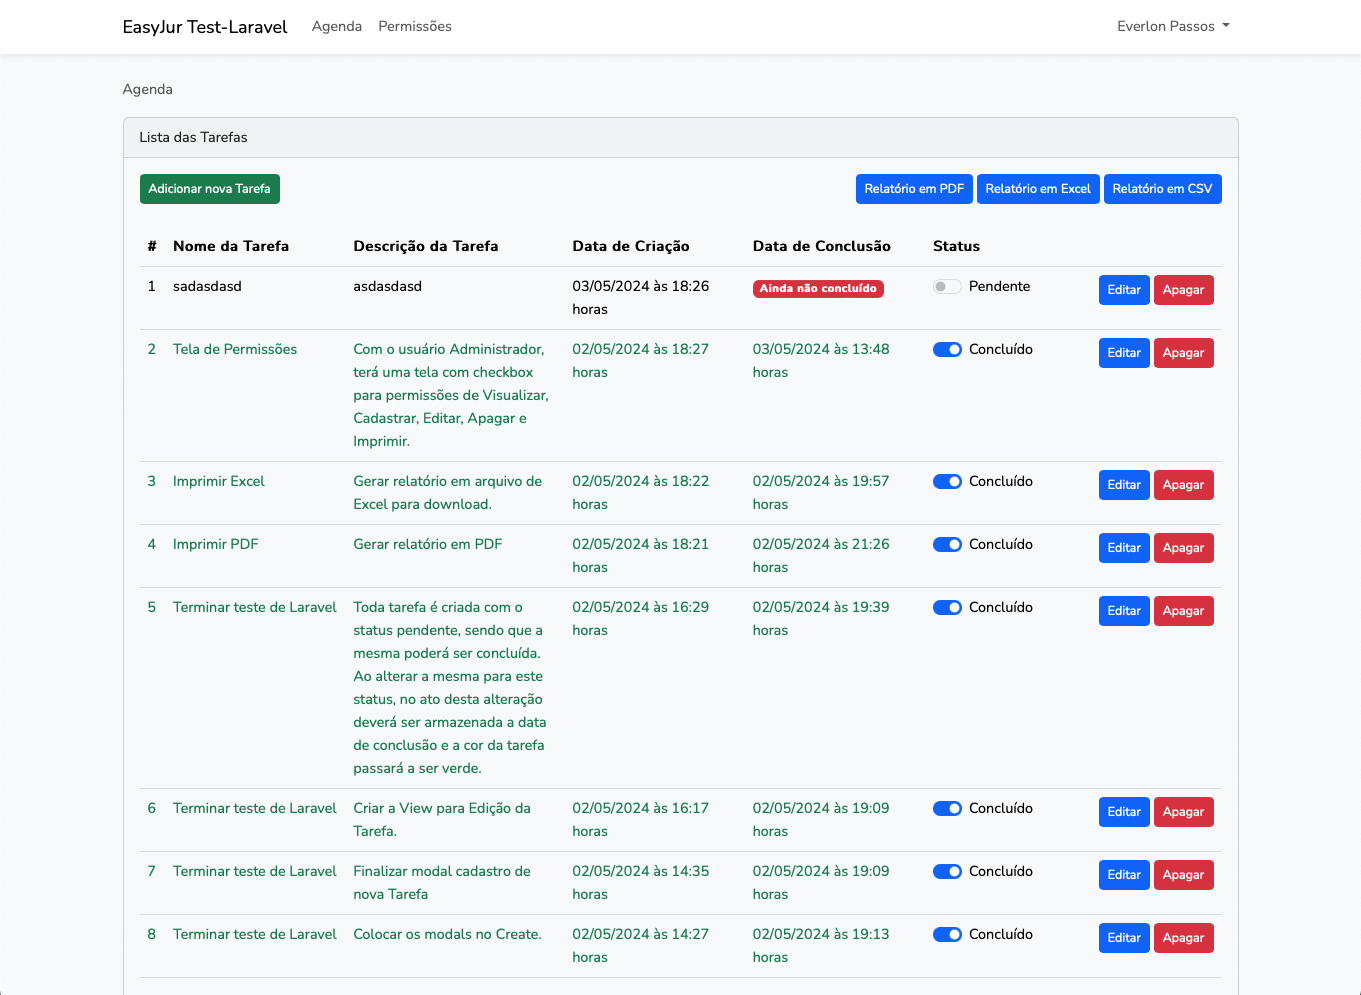 EasyJur Test-Laravel Agenda Permissões Everlon Passos
Agenda
Lista das Tarefas
Adicionar nova Tarefa Relatório em PDF Relatório em Excel Relatório em CSV
# Nome da Tarefa Descrição da Tarefa Data de Criação Data de Conclusão Status
1 sadasdasd asdasdasd 03/05/2024 às 18:26 Ainda não concluído Pendente Editar Apagar
horas
2 Tela de Permissões Com o usuário Administrador, 02/05/2024 às 18:27 03/05/2024 às 13:48 Concluído Editar Apagar
terá uma tela com checkbox horas horas
para permissões de Visualizar,
Cadastrar, Editar, Apagar e
Imprimir.
3 Imprimir Excel Gerar relatório em arquivo de 02/05/2024 às 18:22 02/05/2024 às 19:57 Concluído Editar Apagar
Excel para download. horas horas
4 Imprimir PDF Gerar relatório em PDF 02/05/2024 às 18:21 02/05/2024 às 21:26 Concluído Editar Apagar
horas horas
5 Terminar teste de Laravel Toda tarefa é criada com o 02/05/2024 às 16:29 02/05/2024 às 19:39 Concluído Editar Apagar
status pendente, sendo que a horas horas
mesma poderá ser concluída.
Ao alterar a mesma para este
status, no ato desta alteração
deverá ser armazenada a data
de conclusão e a cor da tarefa
passará a ser verde.
6 Terminar teste de Laravel Criar a View para Edição da 02/05/2024 às 16:17 02/05/2024 às 19:09 Concluído Editar Apagar
Tarefa. horas horas
7 Terminar teste de Laravel Finalizar modal cadastro de 02/05/2024 às 14:35 02/05/2024 às 19:09 Concluído Editar Apagar
nova Tarefa horas horas
8 Terminar teste de Laravel Colocar os modals no Create. 02/05/2024 às 14:27 02/05/2024 às 19:13 Concluído Editar Apagar
horas horas